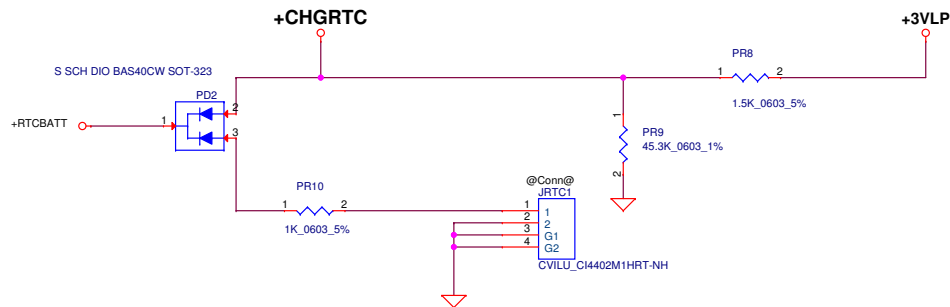 +CHGRTC
+3VLP
PR8
S SCH DIO BAS40CW SOT-323
1
2
PD2
2
1.5K_0603_5%
+RTCBATT
1
1
3
PR9
45.3K_0603_1%
2
@Conn@
PR10
JRTC1
1
2
1
1
2
2
1K_0603_5%
3
G1
4
G2
CVILU_CI4402M1HRT-NH